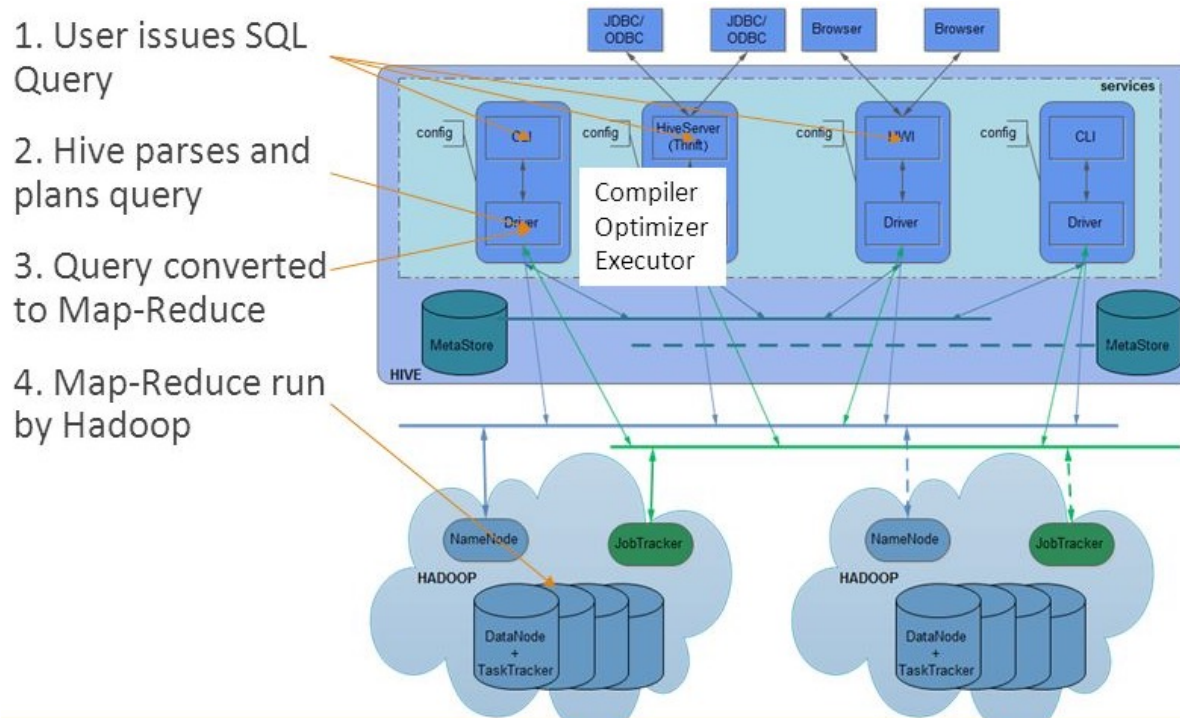 1. User issues SQL
Query
2. Hive parses and
plans query
3. Query converted
to Map-Reduce
4. Map-Reduce run
by Hadoop
JDBC/
ODBC
JDBC/
ODBC
Browser
Browser
services
config
CLI
Driver
config
HiveServer
(Thrift)
Compiler
Optimizer
Executor
config
HWI
Driver
config
CLI
Driver
MetaStore
MetaStore
HIVE
NameNode
JobTracker
HADOOP
DataNode
+
TaskTracker
NameNode
JobTracker
HADOOP
DataNode
+
TaskTracker